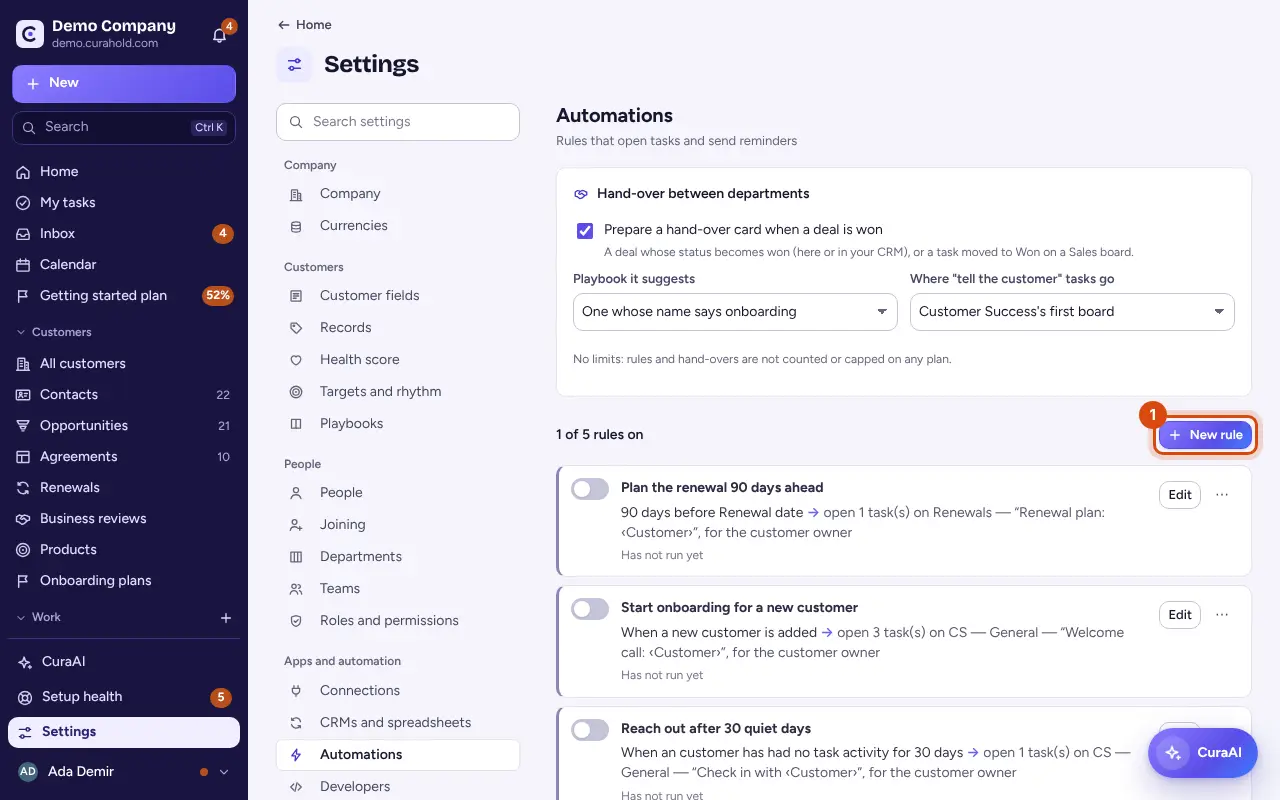 Demo Company
demo.curahold.com
4
New
Search
Ctrl K
Home
My tasks
Inbox
4
Calendar
Getting started plan
52%
Customers
All customers
Contacts
22
Opportunities
21
Agreements
10
Renewals
Business reviews
Products
Onboarding plans
Work
CuraAI
Setup health
5
Settings
AD
Ada Demir
Home
Settings
Search settings
Company
Company
Currencies
Customers
Customer fields
Records
Health score
Targets and rhythm
Playbooks
People
People
Joining
Departments
Teams
Roles and permissions
Apps and automation
Connections
CRMs and spreadsheets
Automations
Developers
Automations
Rules that open tasks and send reminders
Hand-over between departments
Prepare a hand-over card when a deal is won
A deal whose status becomes won (here or in your CRM), or a task moved to Won on a Sales board.
Playbook it suggests
Where "tell the customer" tasks go
One whose name says onboarding
Customer Success's first board
No limits: rules and hand-overs are not counted or capped on any plan.
1 of 5 rules on
1
New rule
Plan the renewal 90 days ahead
Edit
90 days before Renewal date → open 1 task(s) on Renewals — “Renewal plan:
‹Customer›”, for the customer owner
Has not run yet
Start onboarding for a new customer
Edit
When a new customer is added → open 3 task(s) on CS — General — “Welcome
call: ‹Customer›”, for the customer owner
Has not run yet
Reach out after 30 quiet days
When an customer has had no task activity for 30 days → open 1 task(s) on CS —
General — “Check in with ‹Customer›”, for the customer owner
Has not run yet
CuraAI